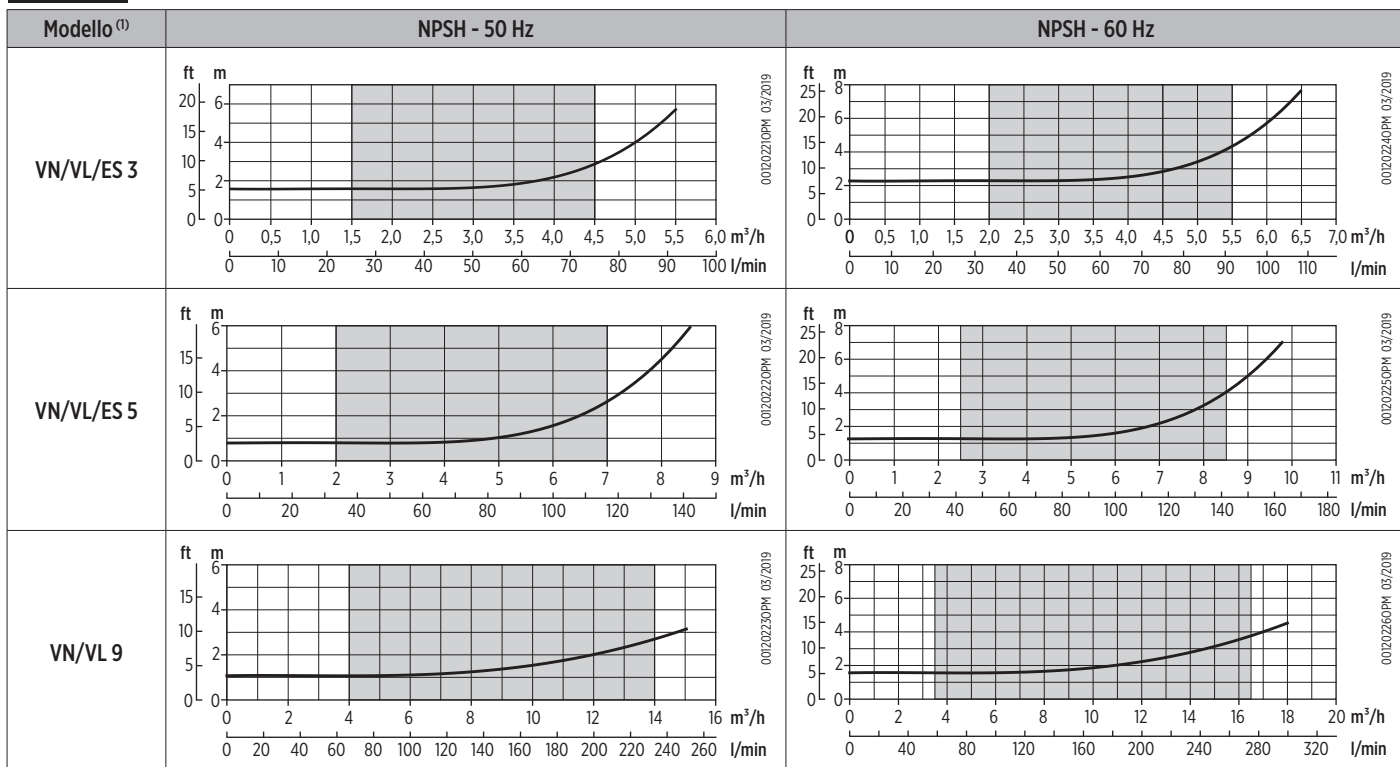 Modello (1)
NPSH - 50 Hz
NPSH - 60 Hz
VN/VL/ES 3
ft m
20 6
15
4
10
2
5
0 0
0 0,5 1,0 1,5 2,0 2,5 3,0 3,5 4,0 4,5 5,0 5,5 6,0 m³/h
0 10 20 30 40 50 60 70 80 90 100 l/min
001202210PM 03/2019
ft m
25 8
20 6
15
4
10
5 2
0 0
0 0,5 1,0 1,5 2,0 2,5 3,0 3,5 4,0 4,5 5,0 5,5 6,0 6,5 7,0 m³/h
0 10 20 30 40 50 60 70 80 90 100 110 l/min
001202240PM 03/2019
VN/VL/ES 5
ft m
6
15
4
10
2
5
0 0
0 1 2 3 4 5 6 7 8 9 m³/h
0 20 40 60 80 100 120 140 l/min
001202220PM 03/2019
ft m
25 8
20 6
15
4
10
5 2
0 0
0 1 2 3 4 5 6 7 8 9 10 11 m³/h
0 20 40 60 80 100 120 140 160 180 l/min
001202250PM 03/2019
VN/VL 9
ft m
6
15
4
10
2
5
0 0
0 2 4 6 8 10 12 14 16 m³/h
0 20 40 60 80 100 120 140 160 180 200 220 240 260 l/min
001202230PM 03/2019
ft m
25 8
20 6
15
4
10
5 2
0 0
0 2 4 6 8 10 12 14 16 18 20 m³/h
0 40 80 120 160 200 240 280 320 l/min
001202260PM 03/2019